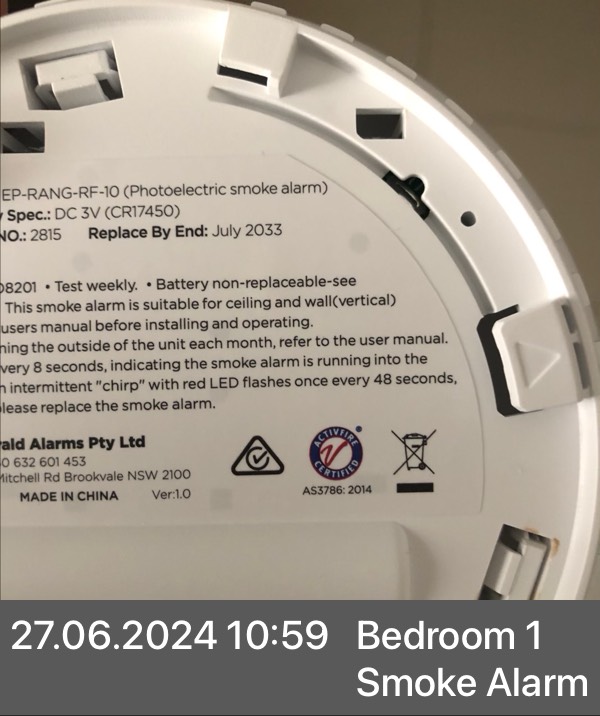 EP-RANG-RF-10 (Photoelectric smoke alarm)
Spec.: DC 3V (CR17450)
NO.: 2815 Replace By End: July 2033
08201 • Test weekly. • Battery non-replaceable-see
This smoke alarm is suitable for ceiling and wall(vertical)
users manual before installing and operating.
ning the outside of the unit each month, refer to the user manual.
very 8 seconds, indicating the smoke alarm is running into the
intermittent "chirp" with red LED flashes once every 48 seconds,
lease replace the smoke alarm.
ald Alarms Pty Ltd
0 632 601 453
Mitchell Rd Brookvale NSW 2100
MADE IN CHINA Ver:1.0
ACTIVFIRE
CERTIFIED
AS3786: 2014
27.06.2024 10:59 Bedroom 1
Smoke Alarm